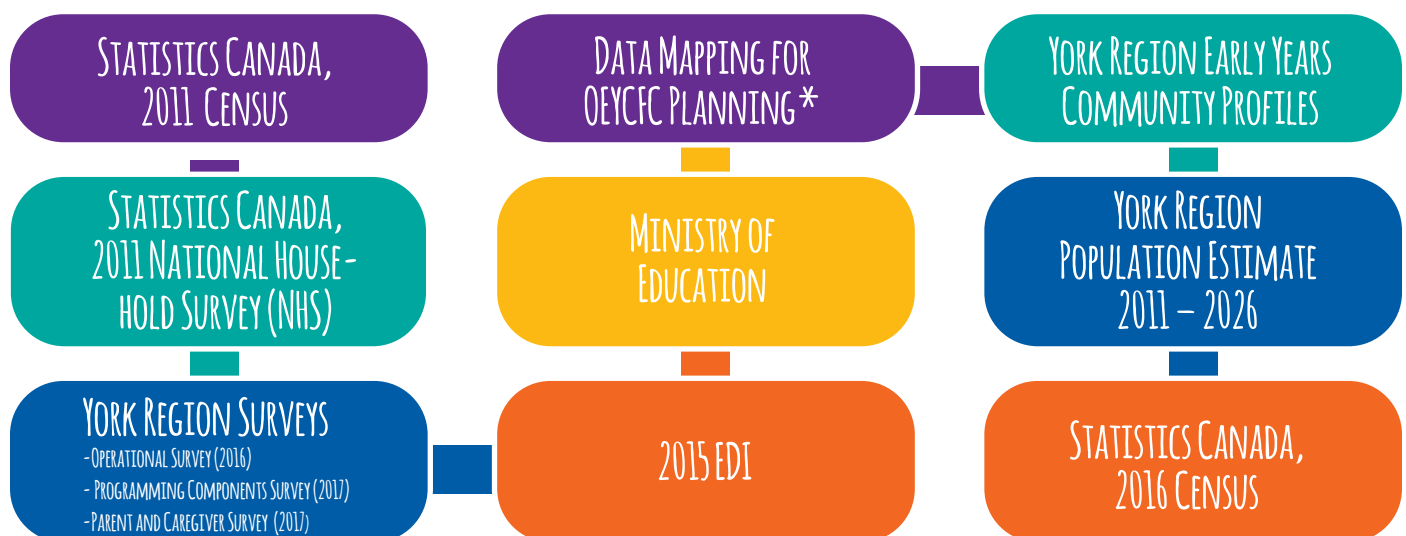 STATISTICS CANADA,
2011 CENSUS
STATISTICS CANADA,
2011 NATIONAL HOUSE-
HOLD SURVEY (NHS)
YORK REGION SURVEYS
-OPERATIONAL SURVEY (2016)
- PROGRAMMING COMPONENTS SURVEY (2017)
-PARENT AND CAREGIVER SURVEY (2017)
DATA MAPPING FOR
OEYCFC PLANNING*
MINISTRY OF
EDUCATION
2015 EDI
YORK REGION EARLY YEARS
COMMUNITY PROFILES
YORK REGION
POPULATION ESTIMATE
2011 – 2026
STATISTICS CANADA,
2016 CENSUS